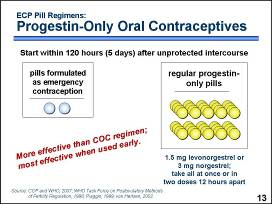 ECP Pill Regimens:
Progestin-Only Oral Contraceptives
Start within 120 hours (5 days) after unprotected intercourse
pills formulated
as emergency
contraception
regular progestin-
only pills
More effective than COC regimen;
most effective when used early.
1.5 mg levonorgestrel or
3 mg norgestrel;
take all at once or in
two doses 12 hours apart
Source: CCP and WHO, 2007; WHO Task Force on Postovulatory Methods
of Fertility Regulation, 1998; Piaggio, 1999; von Hertzen, 2002.
13